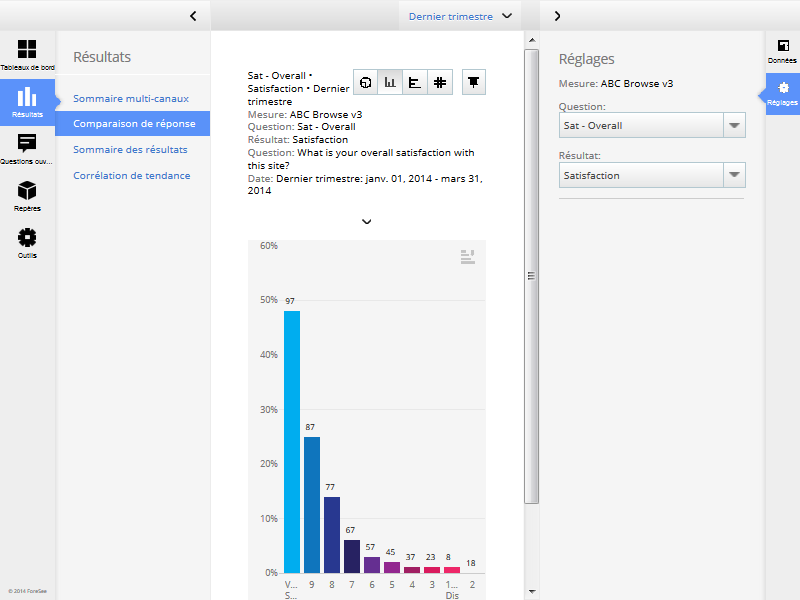 Dernier trimestre
Tableaux de bord
Résultats
Questions ouv...
Repères
Outils
© 2014 ForeSee
Résultats
Sommaire multi-canaux
Comparaison de réponse
Sommaire des résultats
Corrélation de tendance
Sat - Overall •
Satisfaction • Dernier
trimestre
Mesure: ABC Browse v3
Question: Sat - Overall
Résultat: Satisfaction
Question: What is your overall satisfaction with
this site?
Date: Dernier trimestre: janv. 01, 2014 - mars 31,
2014
60%
50%
40%
30%
20%
10%
0%
97
87
77
67
57
45
37
23
8
18
V... 9 8 7 6 5 4 3 1... 2
S... Dis
Réglages
Mesure: ABC Browse v3
Question:
Sat - Overall
Résultat:
Satisfaction
Données
Réglages